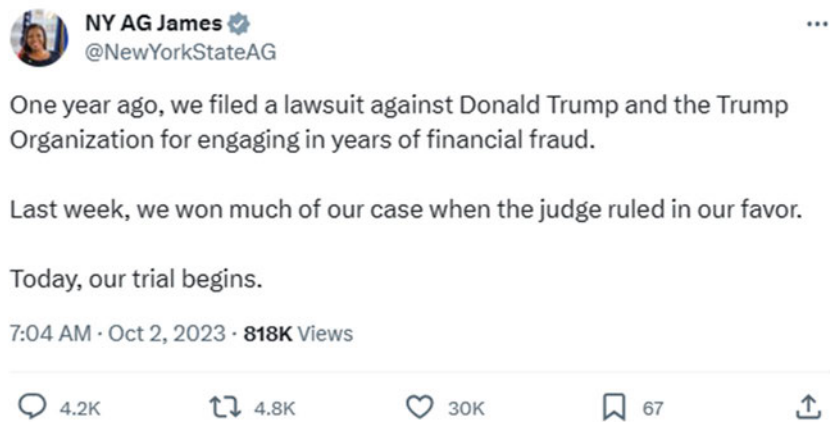 NY AG James
@NewYorkStateAG
One year ago, we filed a lawsuit against Donald Trump and the Trump
Organization for engaging in years of financial fraud.
Last week, we won much of our case when the judge ruled in our favor.
Today, our trial begins.
7:04 AM · Oct 2, 2023 · 818K Views
4.2K 4.8K 30K 67